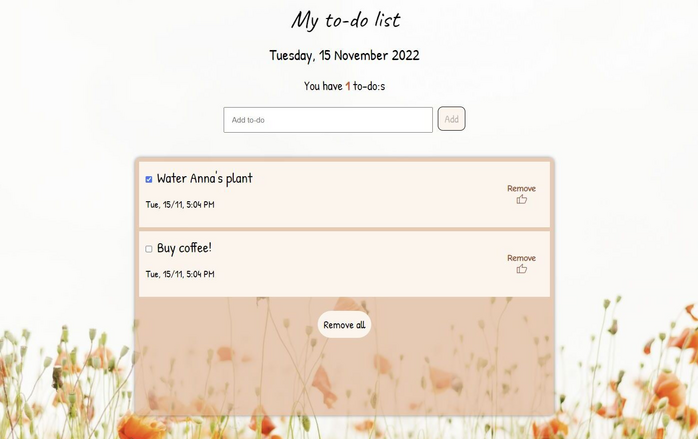 My to-do list
Tuesday, 15 November 2022
You have 1 to-do:s
Add to-do
Add
Water Anna's plant
Remove
Tue, 15/11, 5:04 PM
Buy coffee!
Remove
Tue, 15/11, 5:04 PM
Remove all